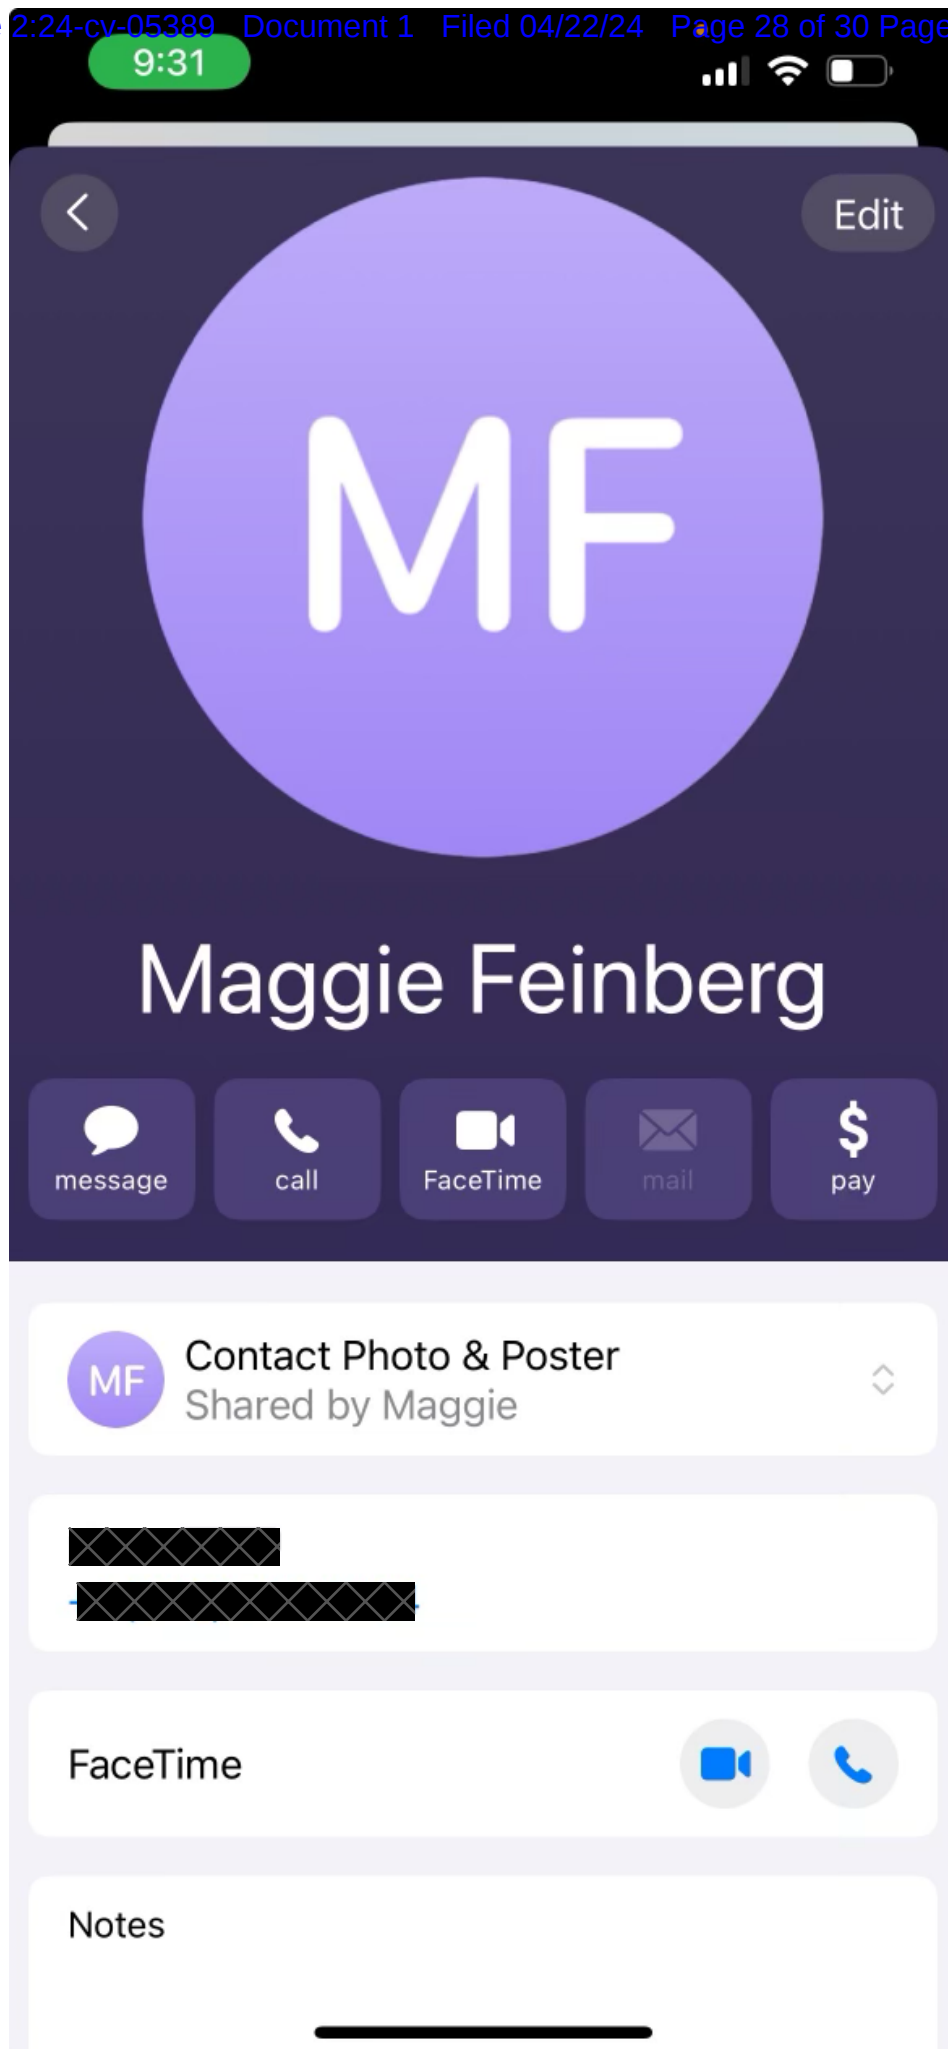 2:24-cv-05389 Document 1 Filed 04/22/24 Page 28 of 30 Page
9:31
Edit
MF
Maggie Feinberg
message call FaceTime mail pay
MF
Contact Photo & Poster
Shared by Maggie
FaceTime
Notes